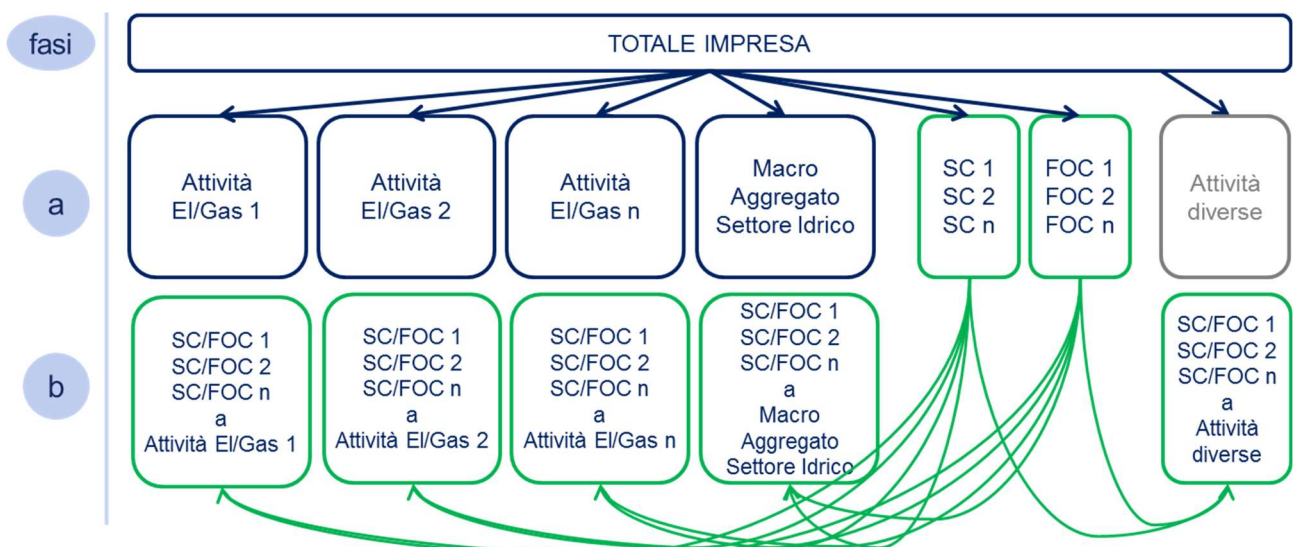 fasi
TOTALE IMPRESA
a
Attività
El/Gas 1
Attività
El/Gas 2
Attività
El/Gas n
Macro
Aggregato
Settore Idrico
SC 1
SC 2
SC n
FOC 1
FOC 2
FOC n
Attività
diverse
b
SC/FOC 1
SC/FOC 2
SC/FOC n
a
Attività El/Gas 1
SC/FOC 1
SC/FOC 2
SC/FOC n
a
Attività El/Gas 2
SC/FOC 1
SC/FOC 2
SC/FOC n
a
Attività El/Gas n
SC/FOC 1
SC/FOC 2
SC/FOC n
a
Macro
Aggregato
Settore Idrico
SC/FOC 1
SC/FOC 2
SC/FOC n
a
Attività
diverse